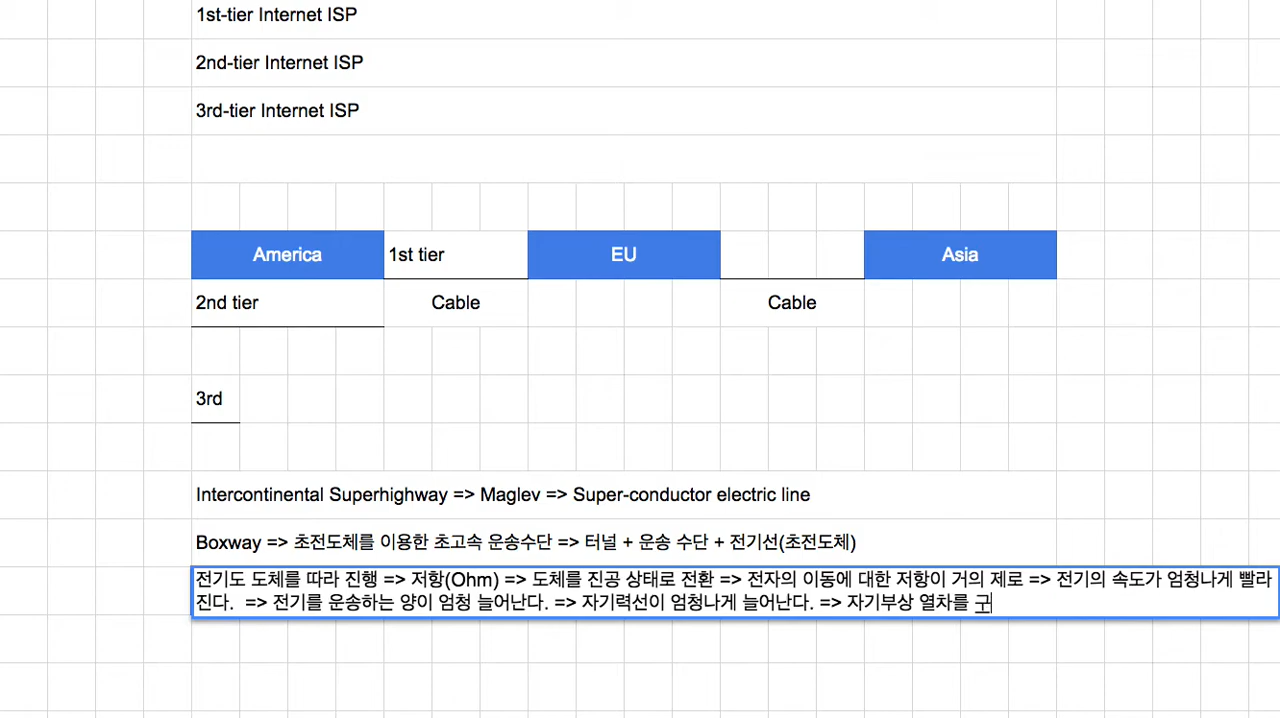 1st-tier Internet ISP
2nd-tier Internet ISP
3rd-tier Internet ISP
America 1st tier EU Asia
2nd tier Cable Cable
3rd
Intercontinental Superhighway => Maglev => Super-conductor electric line
Boxway => 초전도체를 이용한 초고속 운송수단 => 터널 + 운송 수단 + 전기선(초전도체)
전기도 도체를 따라 진행 => 저항(Ohm) => 도체를 진공 상태로 전환 => 전자의 이동에 대한 저항이 거의 제로 => 전기의 속도가 엄청나게 빨라
진다. => 전기를 운송하는 양이 엄청 늘어난다. => 자기력선이 엄청나게 늘어난다. => 자기부상 열차를 구